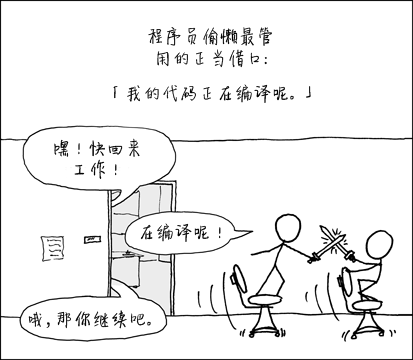 程序员偷懒最管
用的正当借口：
「我的代码正在编译呢。」
嘿！快回来
工作！
在编译呢！
哦，那你继续吧。